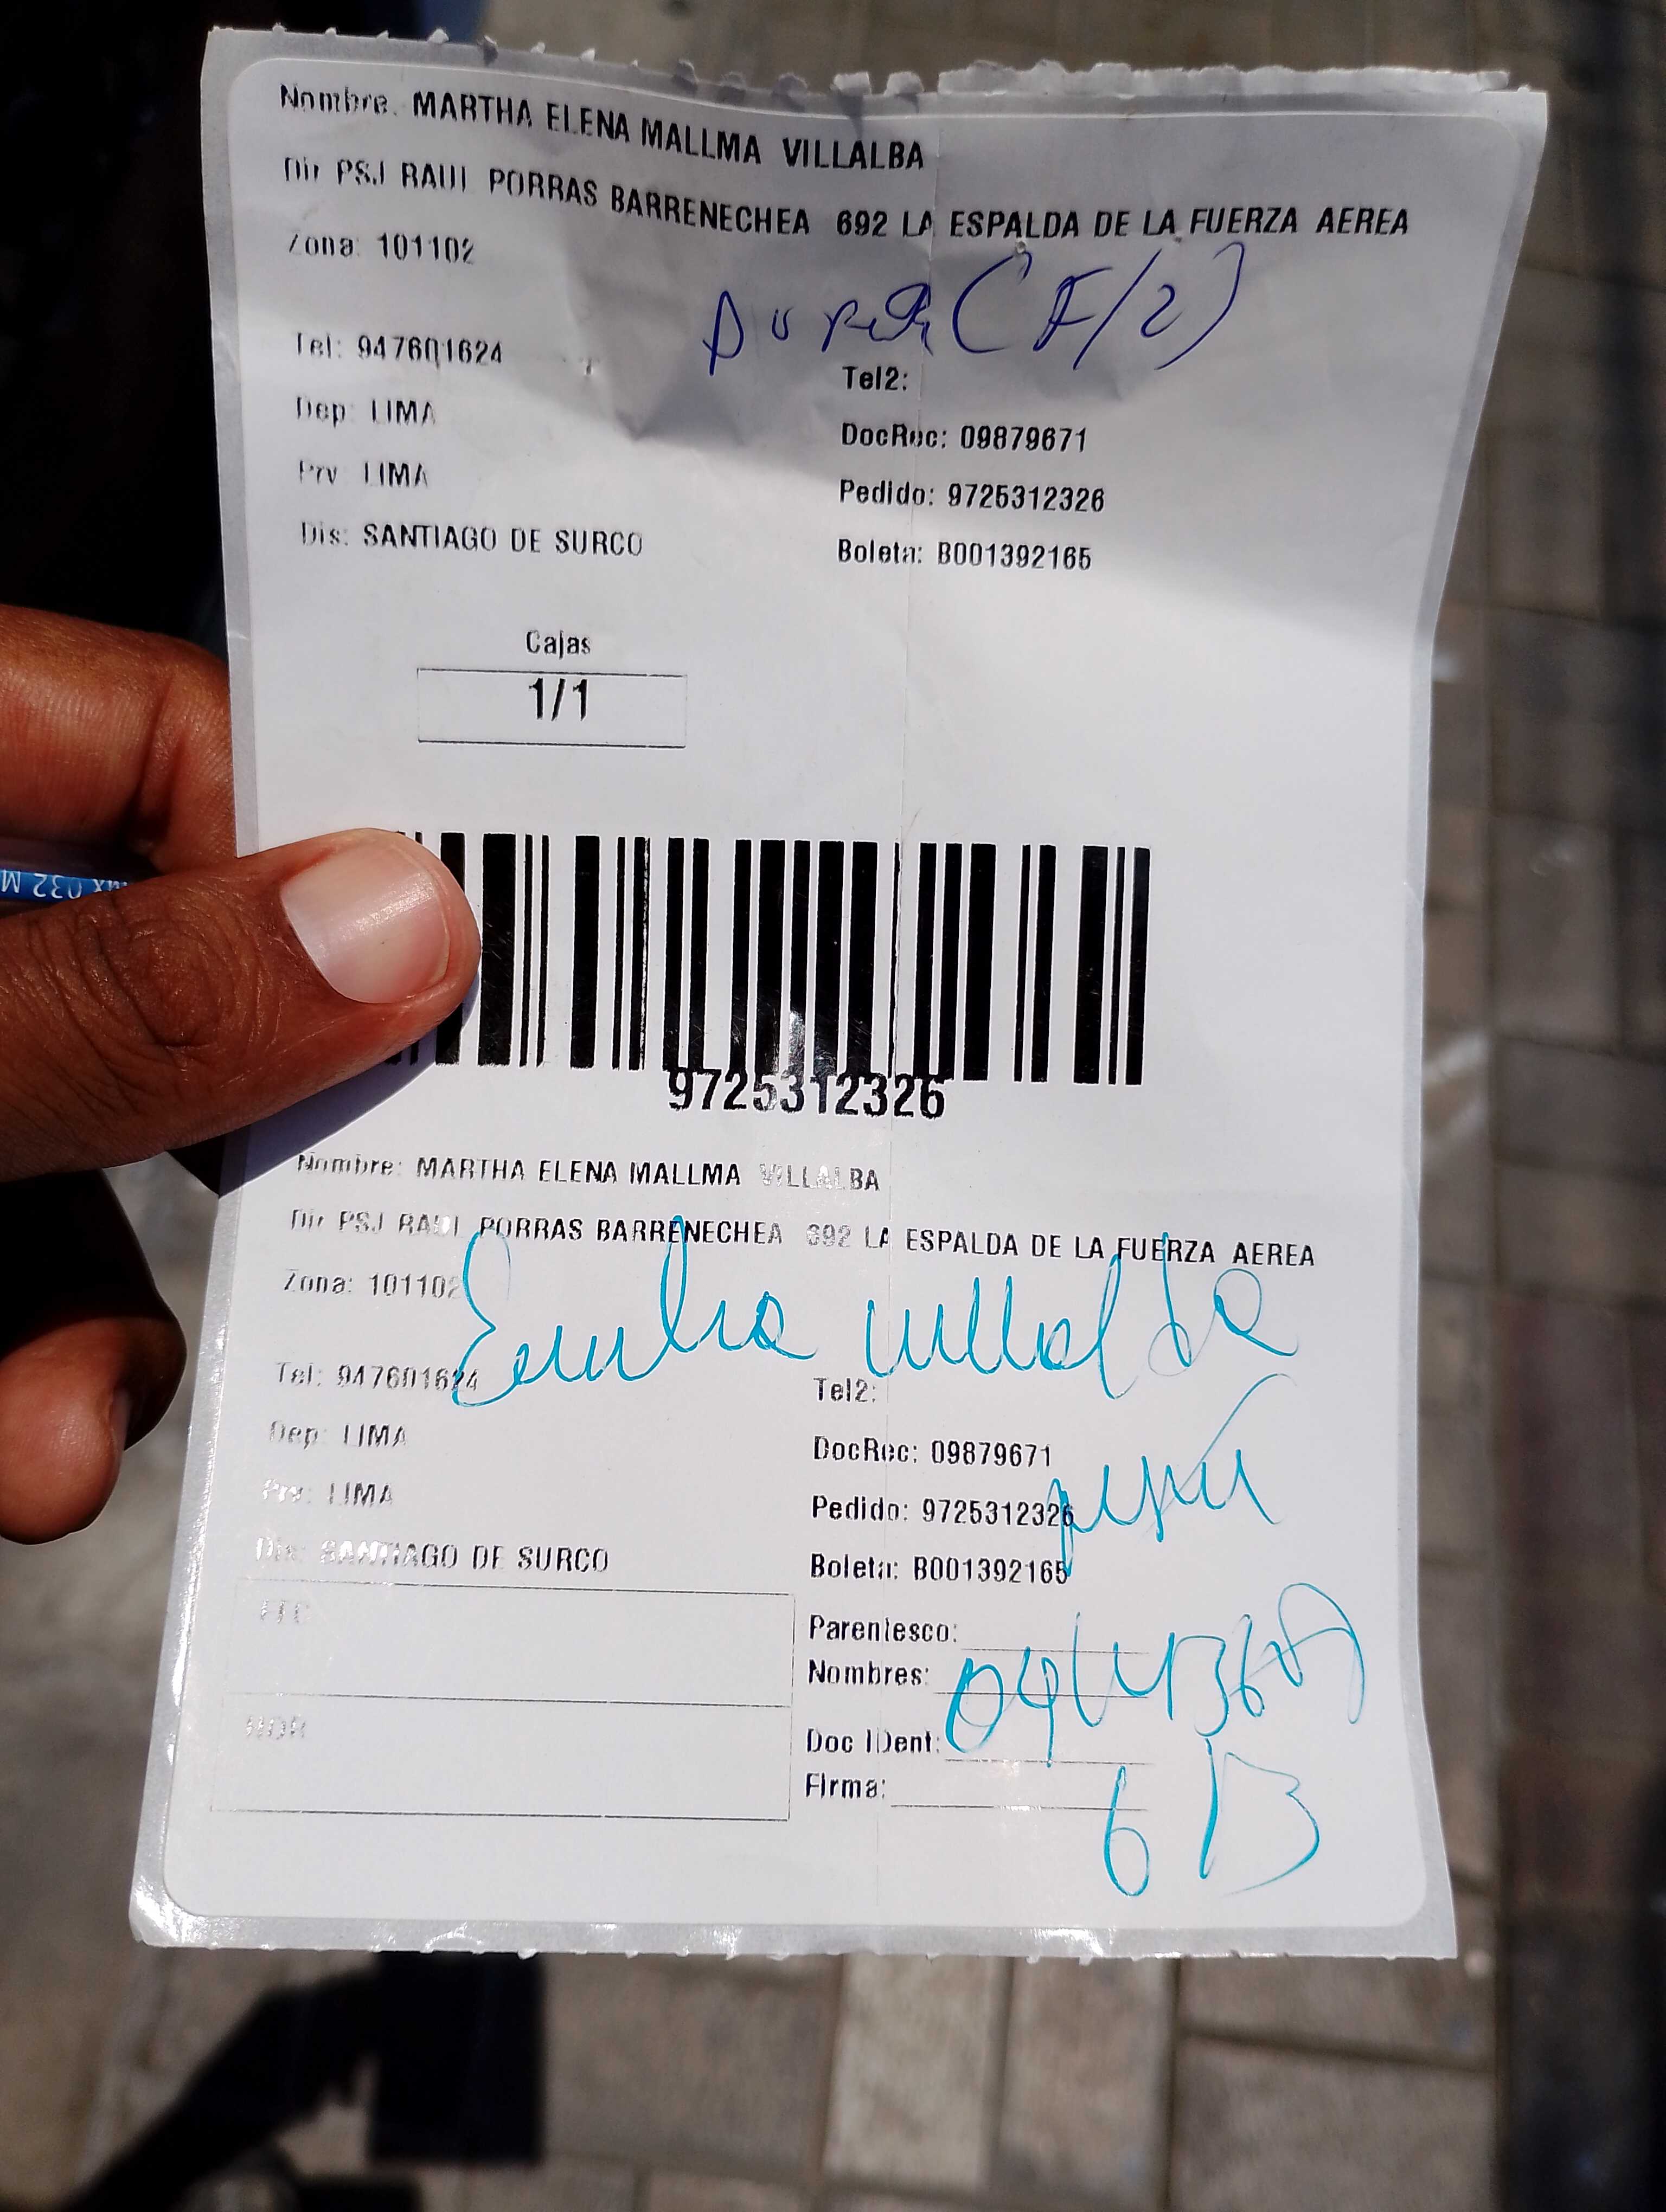 Nombre: MARTHA ELENA MALLMA VILLALBA
Dir PSJ RAUL PORRAS BARRENECHEA 692 LA ESPALDA DE LA FUERZA AEREA
Zona: 101102
(F/2)
Tel: 947601624
Tel2:
Dep: LIMA
DocRec: 09879671
Prv: LIMA
Pedido: 9725312326
Dis: SANTIAGO DE SURCO
Boleta: B001392165
Cajas
1/1
032 M
9725312326
Nombre: MARTHA ELENA MALLMA VILLALBA
Dir PSJ RAUL PORRAS BARRENECHEA 692 LA ESPALDA DE LA FUERZA AEREA
Zona: 101102
villalba
Tel: 947601624
Tel2:
Dep: LIMA
DocRec: 09879671
Prv: LIMA
Pedido: 9725312326
Dis: SANTIAGO DE SURCO
Boleta: B001392165
Parentesco:
Nombres:
Doc IDent:
Firma: